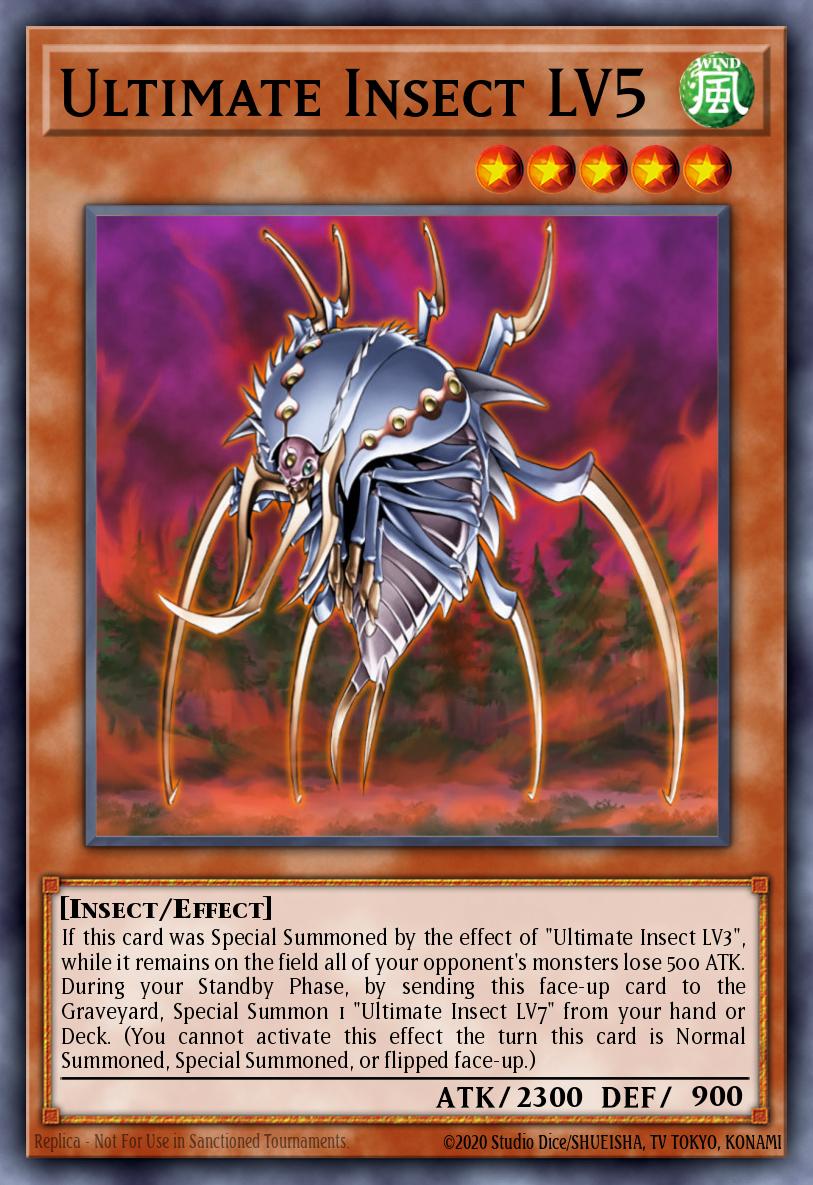 Ultimate Insect LV5
WIND
風
[Insect/Effect]
If this card was Special Summoned by the effect of "Ultimate Insect LV3",
while it remains on the field all of your opponent's monsters lose 500 ATK.
During your Standby Phase, by sending this face-up card to the
Graveyard, Special Summon 1 "Ultimate Insect LV7" from your hand or
Deck. (You cannot activate this effect the turn this card is Normal
Summoned, Special Summoned, or flipped face-up.)
ATK/2300 DEF/ 900
Replica - Not For Use in Sanctioned Tournaments.
©2020 Studio Dice/SHUEISHA, TV TOKYO, KONAMI